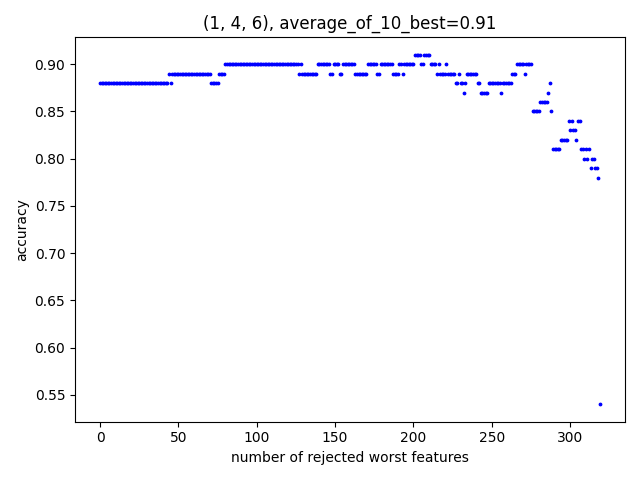 (1, 4, 6), average_of_10_best=0.91
accuracy
0.90
0.85
0.80
0.75
0.70
0.65
0.60
0.55
0 50 100 150 200 250 300
number of rejected worst features